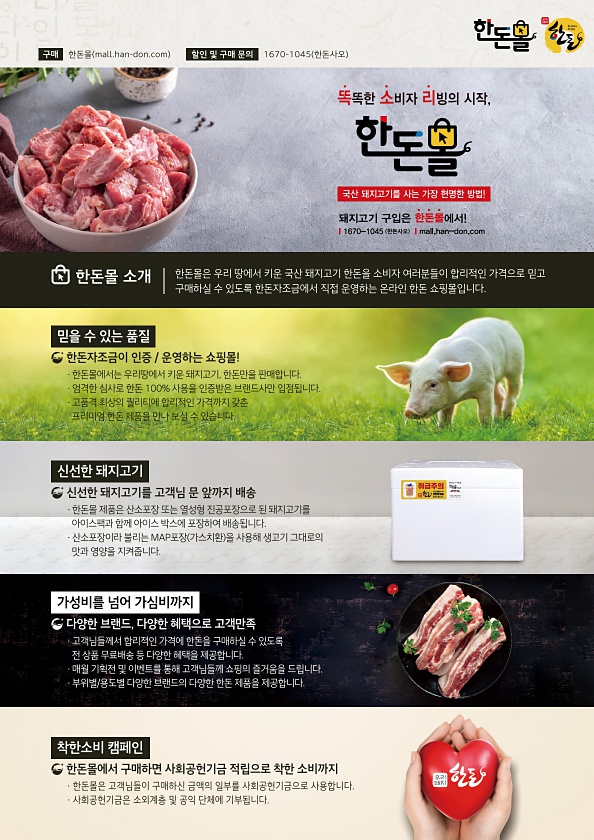 한돈몰 한돈
구매 한돈몰(mall.han-don.com) 할인 및 구매 문의 1670-1045(한돈사오)
똑똑한 소비자 리빙의 시작,
한돈몰
국산 돼지고기를 사는 가장 현명한 방법!
돼지고기 구입은 한돈몰에서!
1670-1045 (한돈사오) mall.han-don.com
한돈몰 소개
한돈몰은 우리 땅에서 키운 국산 돼지고기 한돈을 소비자 여러분들이 합리적인 가격으로 믿고
구매하실 수 있도록 한돈자조금에서 직접 운영하는 온라인 한돈 쇼핑몰입니다.
믿을 수 있는 품질
한돈자조금이 인증 / 운영하는 쇼핑몰!
· 한돈몰에서는 우리땅에서 키운 돼지고기, 한돈만을 판매합니다.
· 엄격한 심사로 한돈 100% 사용을 인증받은 브랜드사만 입점됩니다.
· 고품격 최상의 퀄리티에 합리적인 가격까지 갖춘
프리미엄 한돈 제품을 만나 보실 수 있습니다.
신선한 돼지고기
신선한 돼지고기를 고객님 문 앞까지 배송
· 한돈몰 제품은 산소포장 또는 열성형 진공포장으로 된 돼지고기를
아이스팩과 함께 아이스 박스에 포장하여 배송됩니다.
· 산소포장이라 불리는 MAP포장(가스치환)을 사용해 생고기 그대로의
맛과 영양을 지켜줍니다.
취급주의
가성비를 넘어 가심비까지
다양한 브랜드, 다양한 혜택으로 고객만족
· 고객님들께서 합리적인 가격에 한돈을 구매하실 수 있도록
전 상품 무료배송 등 다양한 혜택을 제공합니다.
· 매월 기획전 및 이벤트를 통해 고객님들께 쇼핑의 즐거움을 드립니다.
· 부위별/용도별 다양한 브랜드의 다양한 한돈 제품을 제공합니다.
착한소비 캠페인
한돈몰에서 구매하면 사회공헌기금 적립으로 착한 소비까지
· 한돈몰은 고객님들이 구매하신 금액의 일부를 사회공헌기금으로 사용합니다.
· 사회공헌기금은 소외계층 및 공익 단체에 기부됩니다.
우리돼지 한돈